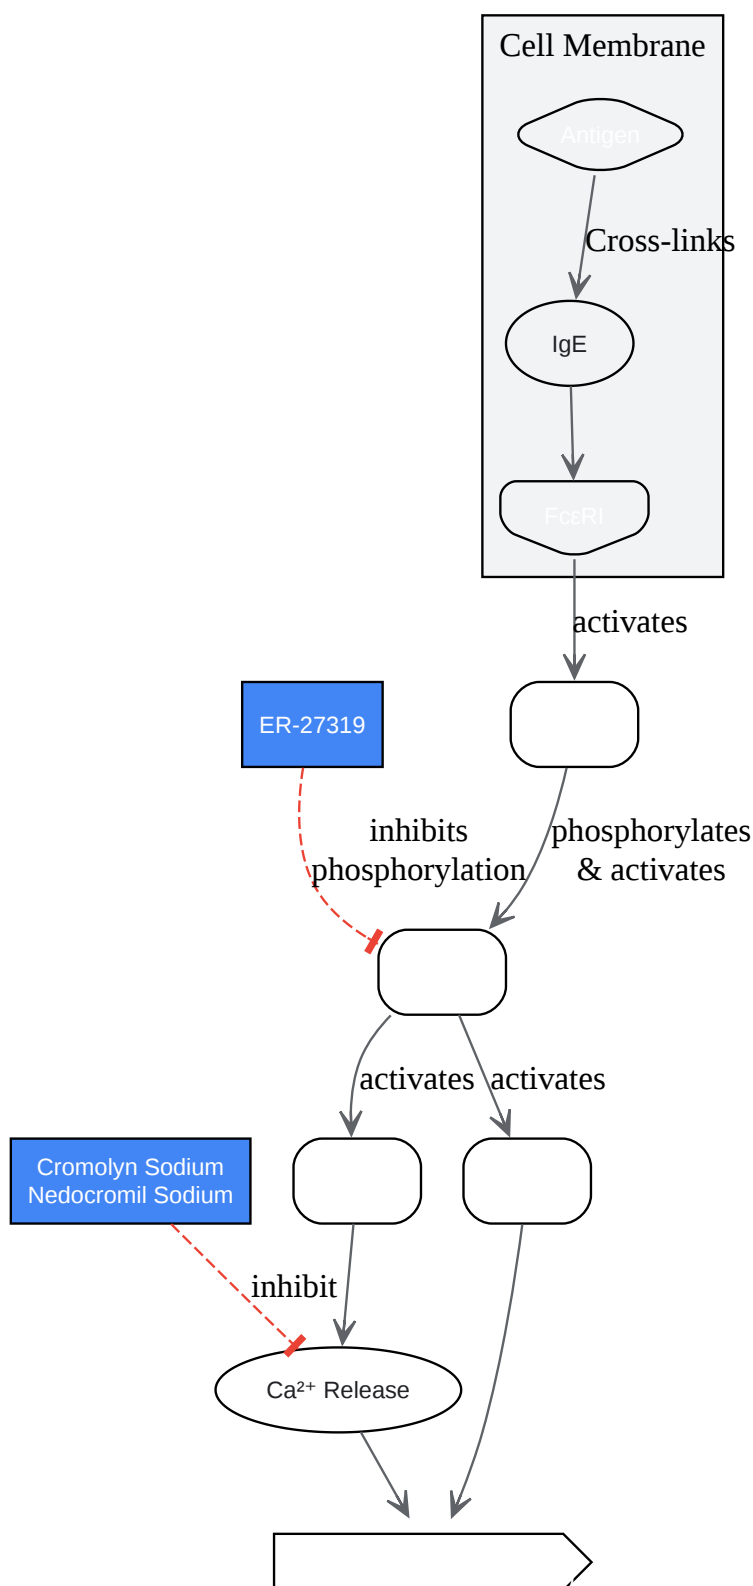 Cell Membrane
Antigen
Cross-links
IgE
FcεRI
activates
ER-27319
inhibits
phosphorylation
phosphorylates
& activates
activates
activates
Cromolyn Sodium
Nedocromil Sodium
inhibit
Ca²⁺ Release